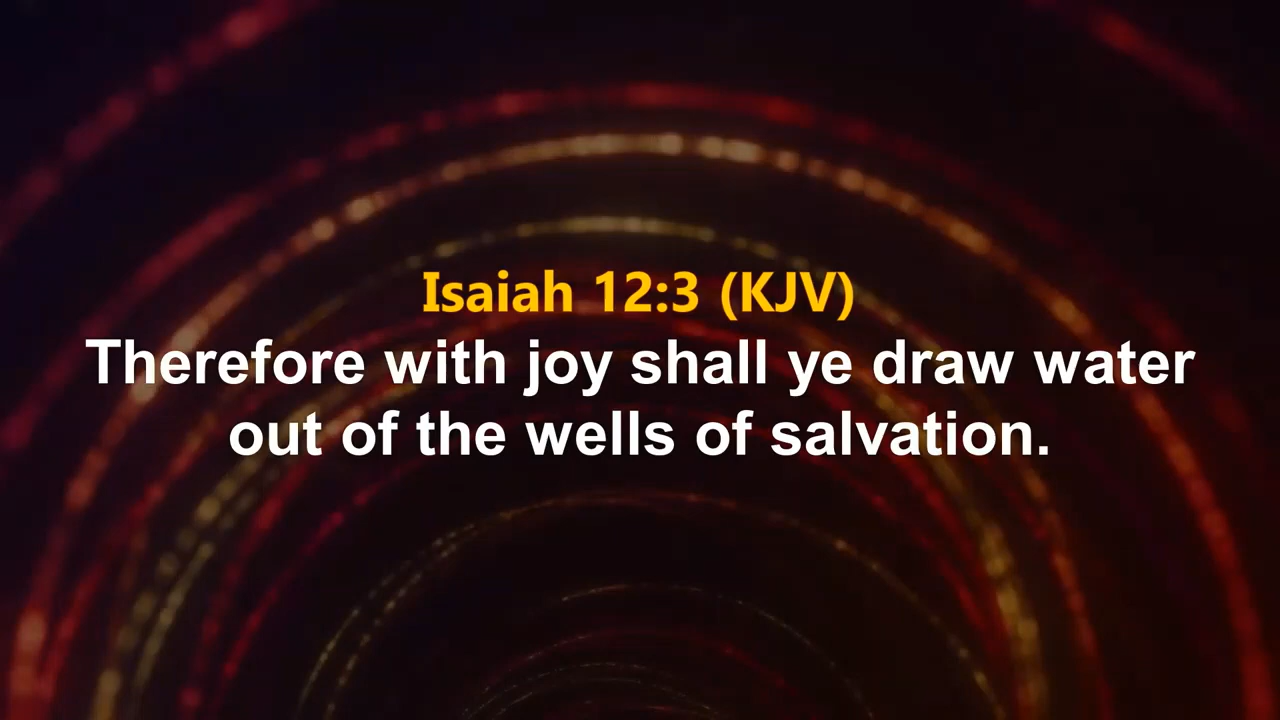 Isaiah 12:3 (KJV)
Therefore with joy shall ye draw water
out of the wells of salvation.